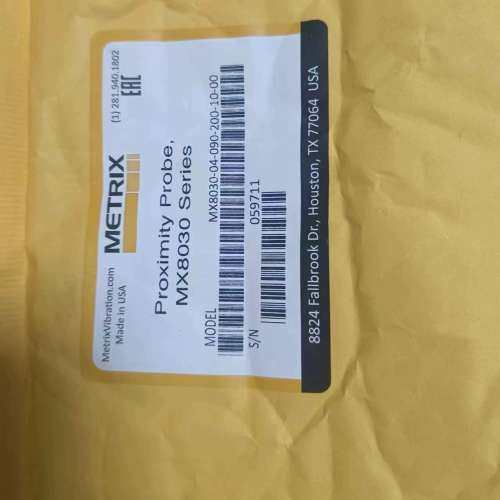 MetrixVibration.com
Made in USA
METRIX
(1) 281.940.1802
EAC
Proximity Probe,
MX8030 Series
MODEL
MX8030-04-090-200-10-00
S/N
059711
8824 Fallbrook Dr., Houston, TX 77064 USA